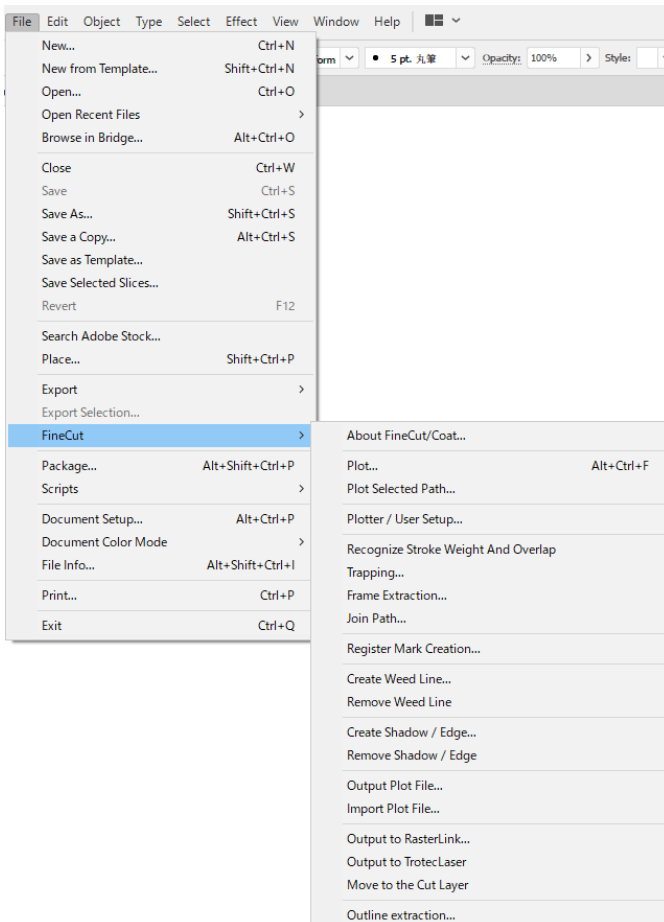 File Edit Object Type Select Effect View Window Help
New... Ctrl+N
New from Template... Shift+Ctrl+N
Open... Ctrl+O
Open Recent Files >
Browse in Bridge... Alt+Ctrl+O
Close Ctrl+W
Save Ctrl+S
Save As... Shift+Ctrl+S
Save a Copy... Alt+Ctrl+S
Save as Template...
Save Selected Slices...
Revert F12
Search Adobe Stock...
Place... Shift+Ctrl+P
Export >
Export Selection...
FineCut >
Package... Alt+Shift+Ctrl+P
Scripts >
Document Setup... Alt+Ctrl+P
Document Color Mode >
File Info... Alt+Shift+Ctrl+I
Print... Ctrl+P
Exit Ctrl+Q
orm 5 pt. 丸筆 Opacity: 100% > Style:
About FineCut/Coat...
Plot... Alt+Ctrl+F
Plot Selected Path...
Plotter / User Setup...
Recognize Stroke Weight And Overlap
Trapping...
Frame Extraction...
Join Path...
Register Mark Creation...
Create Weed Line...
Remove Weed Line
Create Shadow / Edge...
Remove Shadow / Edge
Output Plot File...
Import Plot File...
Output to RasterLink...
Output to TrotecLaser
Move to the Cut Layer
Outline extraction...